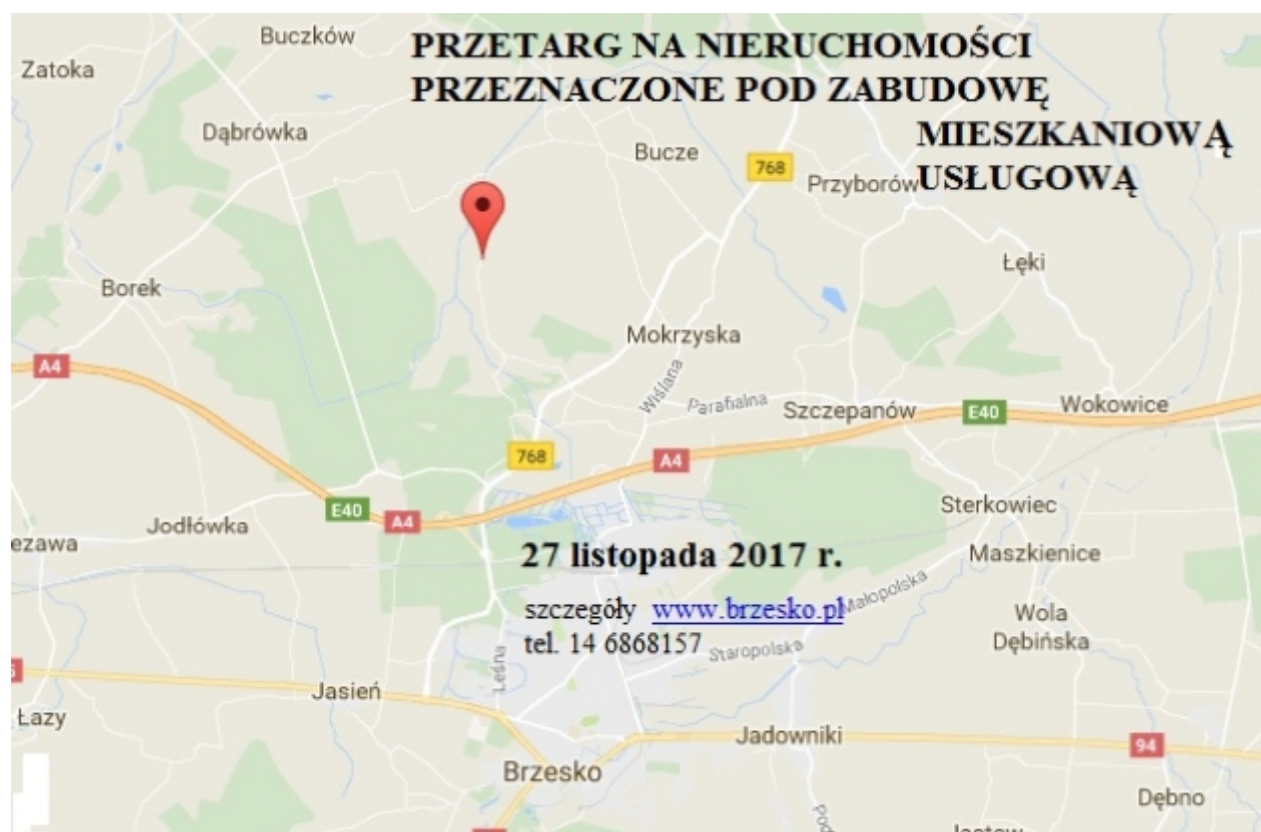 Buczków
PRZETARG NA NIERUCHOMOŚCI
Zatoka
PRZEZNACZONE POD ZABUDOWĘ
Dąbrówka
MIESZKANIOWĄ
Bucze
768
Przyborów
USŁUGOWĄ
Łęki
Borek
Mokrzyska
A4
Wiślana
Parafialna
Szczepanów
E40
Wokowice
768
A4
E40
A4
Sterkowiec
Jodłówka
ezawa
27 listopada 2017 r.
Maszkienice
szczegóły www.brzesko.pl
Małopolska
Wola
Dębińska
tel. 14 6868157
Staropolska
Leśna
Jasień
Łazy
Jadowniki
94
Brzesko
Dębno